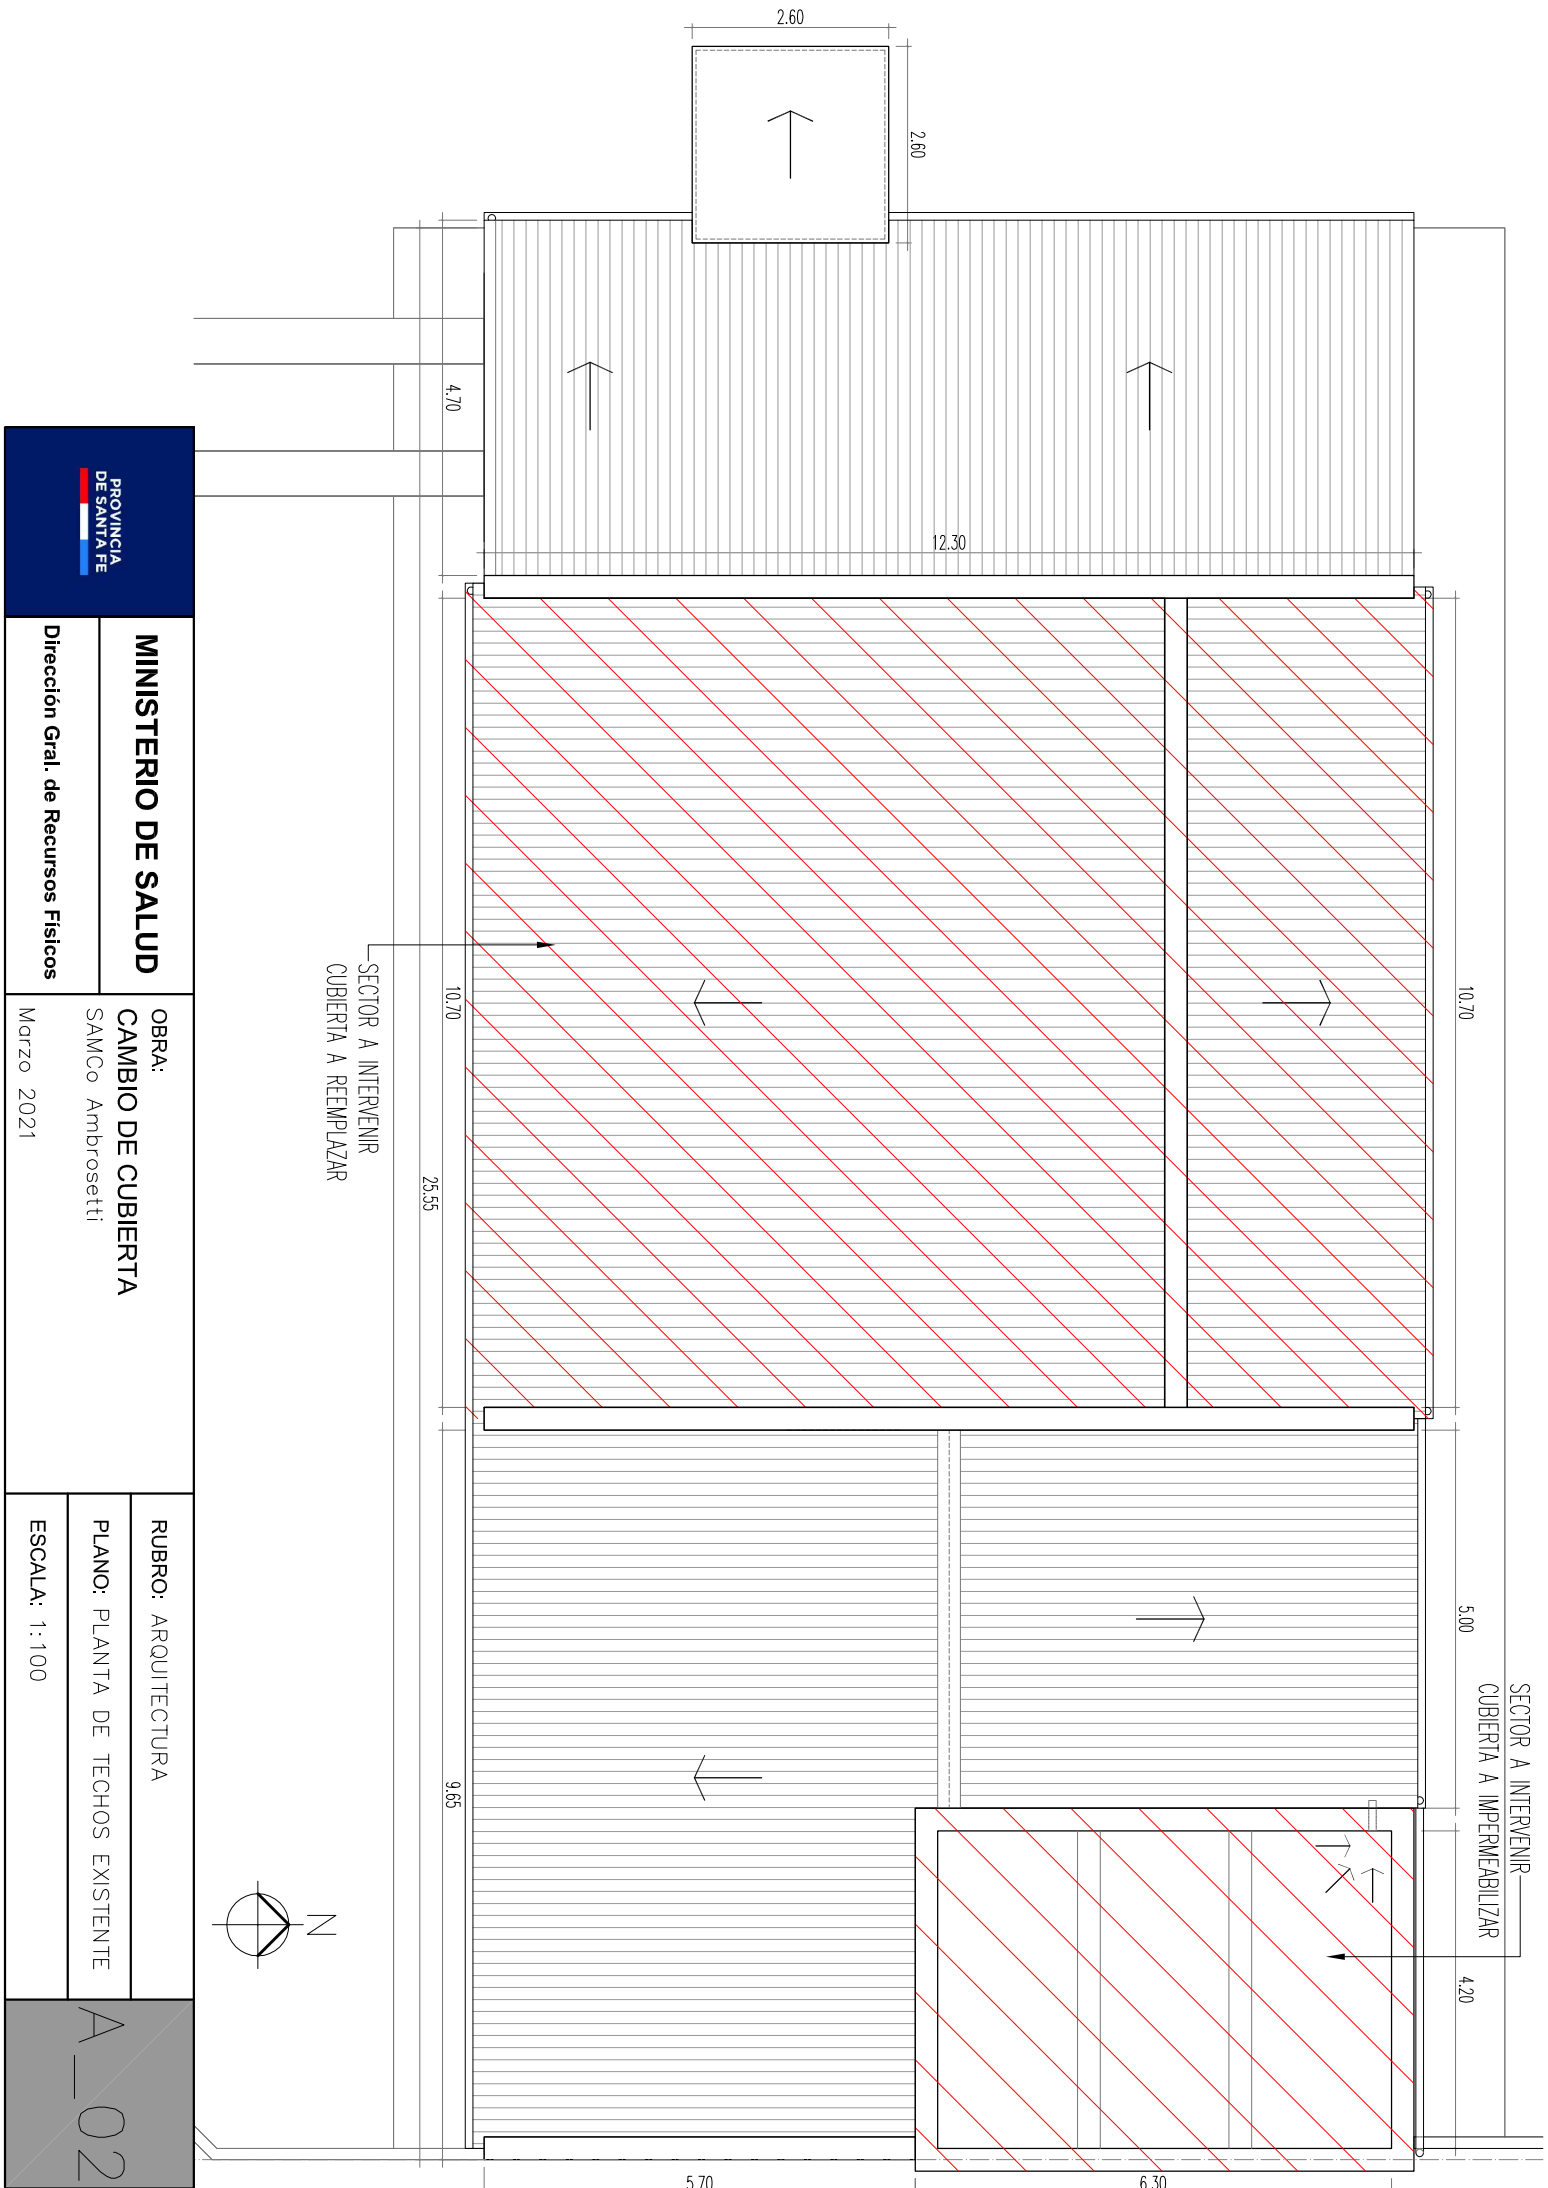 2.60
2.60
4.70
12.30
10.70
10.70
25.55
SECTOR A INTERVENIR
CUBIERTA A REEMPLAZAR
5.00
9.65
SECTOR A INTERVENIR
CUBIERTA A IMPERMEABILIZAR
4.20
5.70
6.30
N
PROVINCIA
DE SANTA FE
MINISTERIO DE SALUD
Dirección Gral. de Recursos Físicos
OBRA:
CAMBIO DE CUBIERTA
SAMCo Ambrosetti
Marzo 2021
RUBRO: ARQUITECTURA
PLANO: PLANTA DE TECHOS EXISTENTE
ESCALA: 1:100
A_02